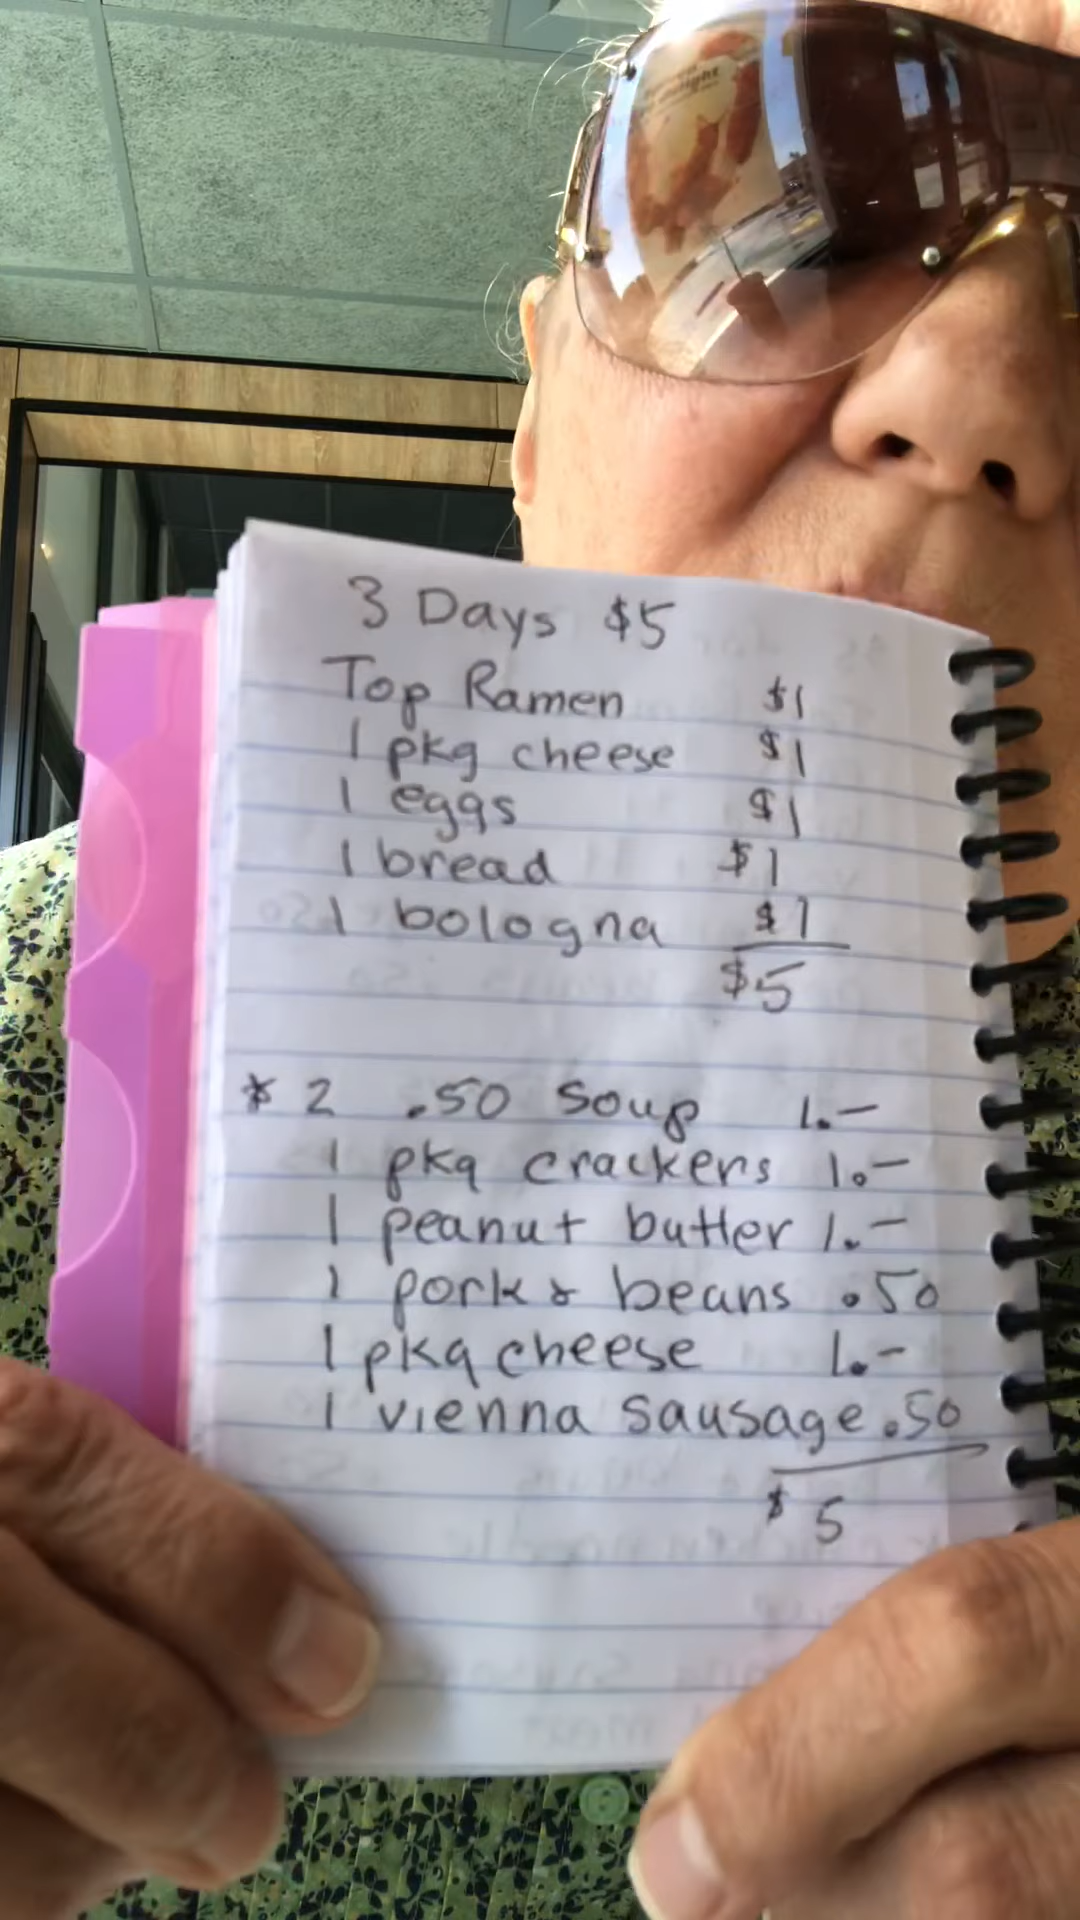 3 Days $5
Top Ramen $1
1 pkg cheese $1
1 eggs $1
1 bread $1
1 bologna $1
$5
* 2 .50 soup 1.-
1 pkg crackers 1.-
1 peanut butter 1.-
1 pork & beans .50
1 pkg cheese 1.-
1 vienna sausage .50
$5